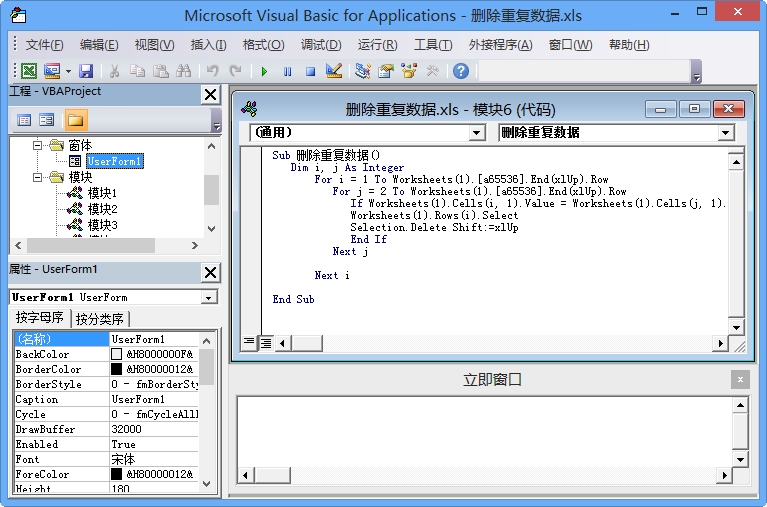 Microsoft Visual Basic for Applications - 删除重复数据.xls
文件(F) 编辑(E) 视图(V) 插入(I) 格式(O) 调试(D) 运行(R) 工具(T) 外接程序(A) 窗口(W) 帮助(H)
工程 - VBAProject
窗体
UserForm1
模块
模块1
模块2
模块3
属性 - UserForm1
UserForm1 UserForm
按字母序 按分类序
(名称) UserForm1
BackColor &H8000000F&
BorderColor &H80000012&
BorderStyle 0 - fmBorderSty
Caption UserForm1
Cycle 0 - fmCycleAll
DrawBuffer 32000
Enabled True
Font 宋体
ForeColor &H80000012&
Height 180
删除重复数据.xls - 模块6 (代码)
(通用) 删除重复数据
Sub 删除重复数据()
Dim i, j As Integer
For i = 1 To Worksheets(1).[a65536].End(xlUp).Row
For j = 2 To Worksheets(1).[a65536].End(xlUp).Row
If Worksheets(1).Cells(i, 1).Value = Worksheets(1).Cells(j, 1).
Worksheets(1).Rows(i).Select
Selection.Delete Shift:=xlUp
End If
Next j
Next i
End Sub
立即窗口